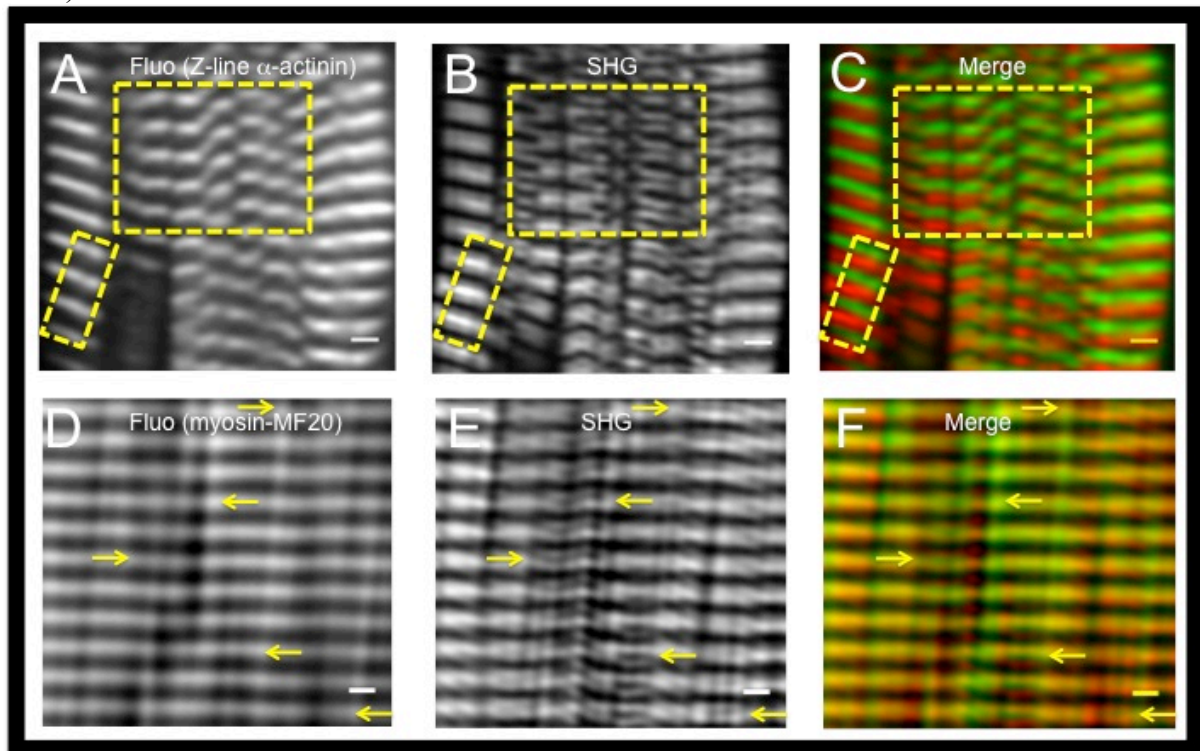 A Fluo (Z-line α-actinin)
B SHG
C Merge
D Fluo (myosin-MF20)
E SHG
F Merge